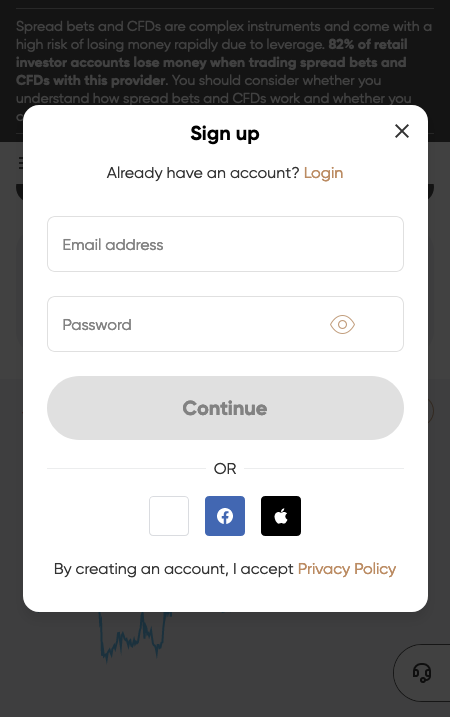 Spread bets and CFDs are complex instruments and come with a
high risk of losing money rapidly due to leverage. 82% of retail
investor accounts lose money when trading spread bets and
CFDs with this provider. You should consider whether you
understand how spread bets and CFDs work and whether you
Sign up
Already have an account? Login
Email address
Password
Continue
OR
By creating an account, I accept Privacy Policy